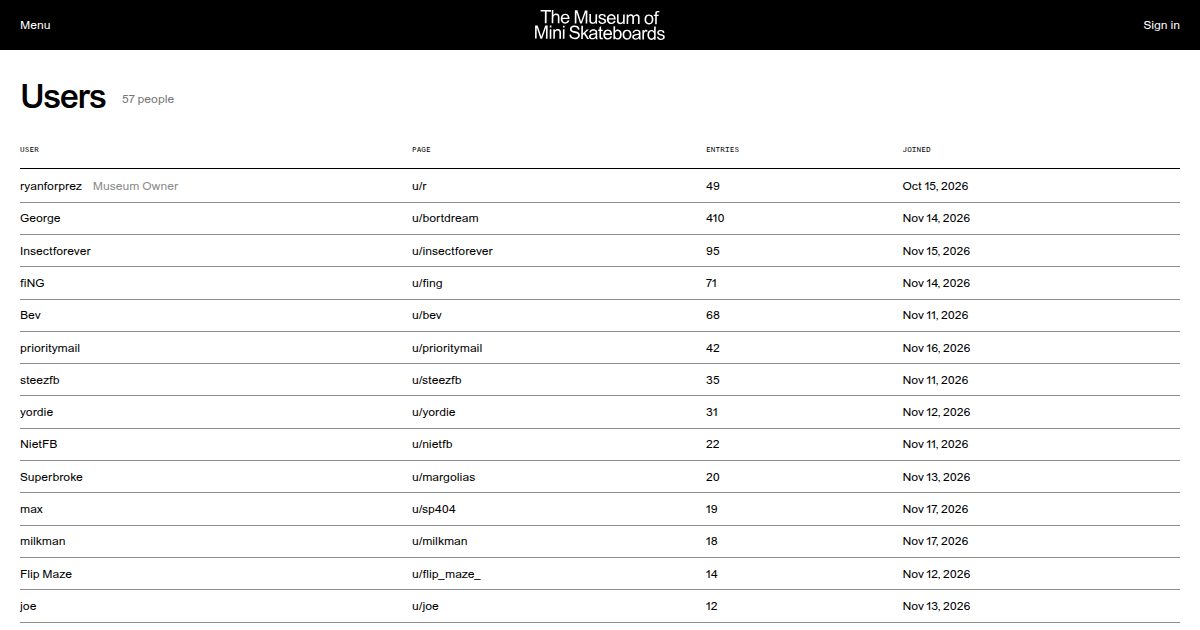 Menu
The Museum of
Mini Skateboards
Sign in
Users 57 people
USER PAGE ENTRIES JOINED
ryanforprez Museum Owner u/r 49 Oct 15, 2026
George u/bortdream 410 Nov 14, 2026
Insectforever u/insectforever 95 Nov 15, 2026
fiNG u/fing 71 Nov 14, 2026
Bev u/bev 68 Nov 11, 2026
prioritymail u/prioritymail 42 Nov 16, 2026
steezfb u/steezfb 35 Nov 11, 2026
yordie u/yordie 31 Nov 12, 2026
NietFB u/nietfb 22 Nov 11, 2026
Superbroke u/margolias 20 Nov 13, 2026
max u/sp404 19 Nov 17, 2026
milkman u/milkman 18 Nov 17, 2026
Flip Maze u/flip_maze_ 14 Nov 12, 2026
joe u/joe 12 Nov 13, 2026